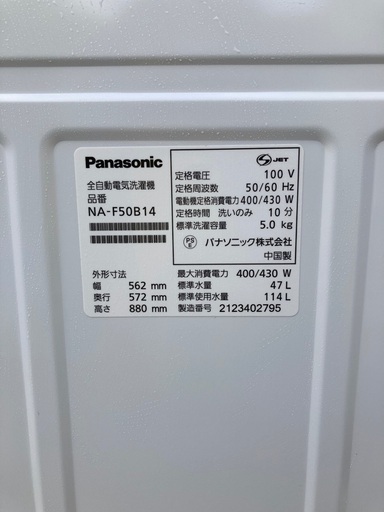 Panasonic
全自動電気洗濯機
品番
NA-F50B14
外形寸法
幅 562 mm
奥行 572 mm
高さ 880 mm
S JET
定格電圧 100 V
定格周波数 50/60 Hz
電動機定格消費電力 400/430 W
定格時間 洗いのみ 10 分
標準洗濯容量 5.0 kg
PS E パナソニック株式会社
中国製
最大消費電力 400/430 W
標準水量 47 L
標準使用水量 114 L
製造番号 2123402795